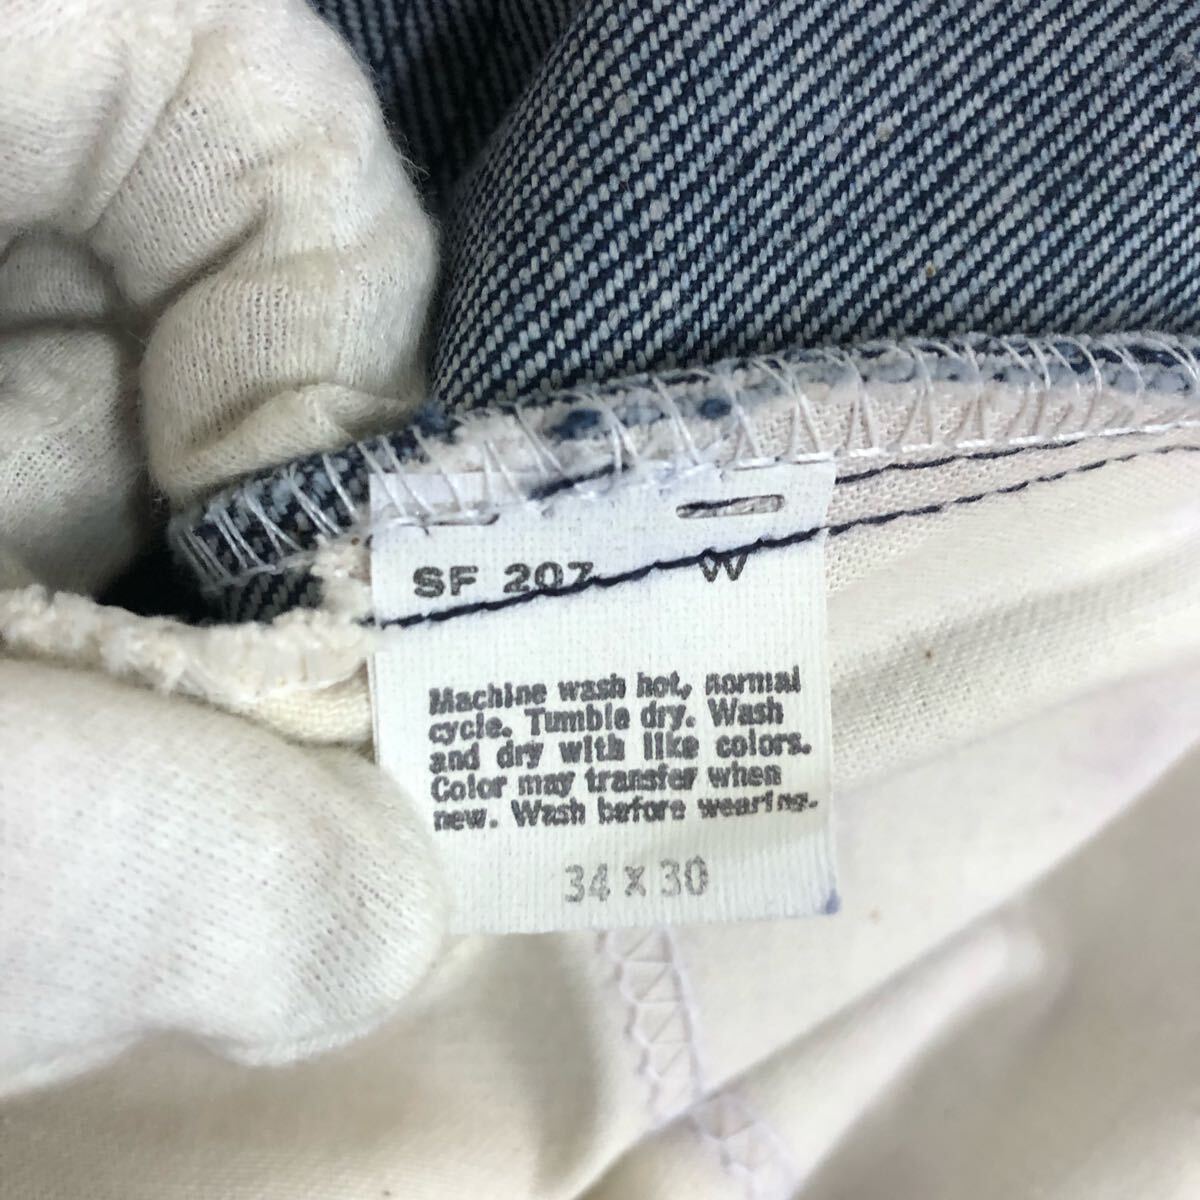 SF 207 W
Machine wash hot, normal
cycle. Tumble dry. Wash
and dry with like colors.
Color may transfer when
new. Wash before wearing.
34 x 30